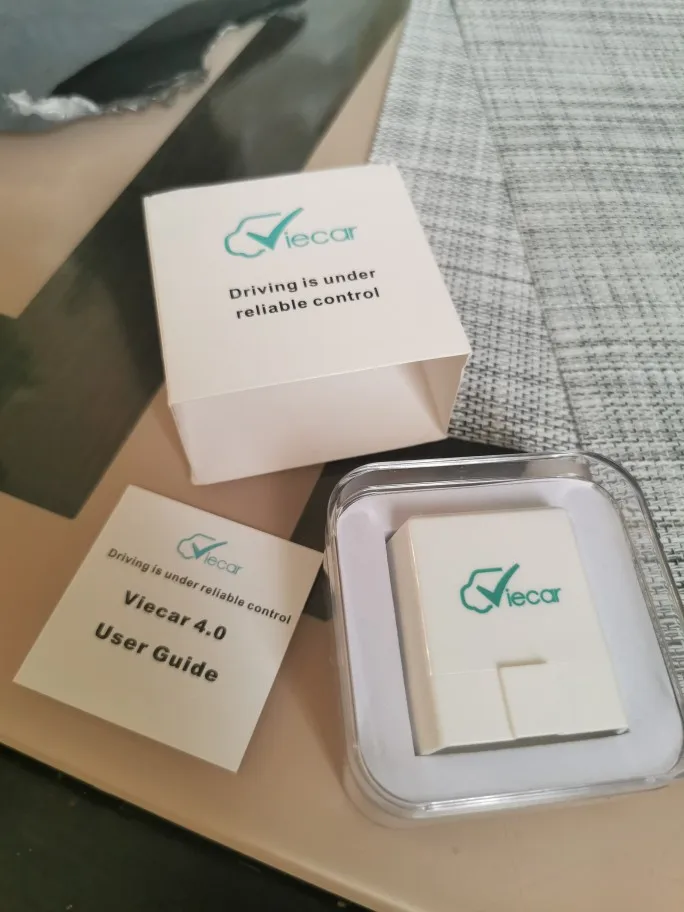 Viecar
Driving is under
reliable control
Viecar
Driving is under reliable control
Viecar 4.0
User Guide
Viecar